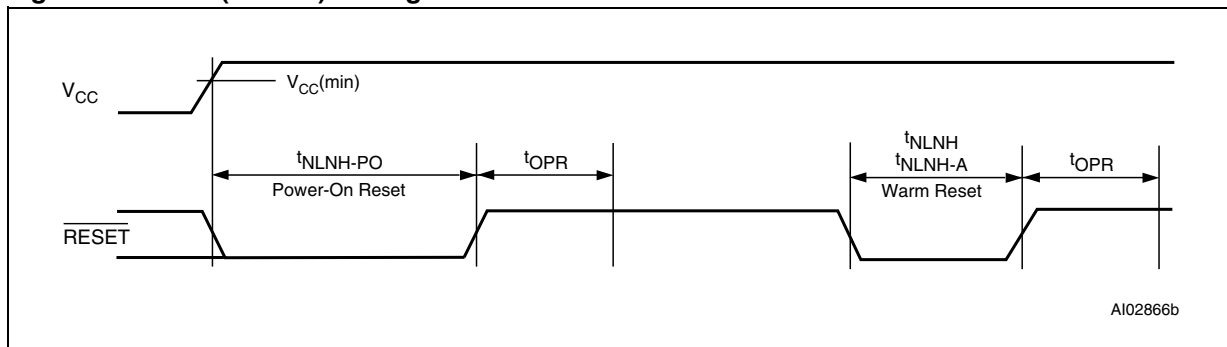 V_CC
V_CC(min)
t_NLNH-PO
Power-On Reset
t_OPR
t_NLNH
t_NLNH-A
Warm Reset
t_OPR
RESET
AI02866b